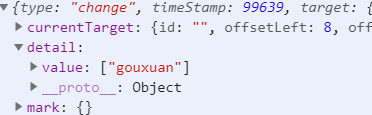 ▼{type: "change", timeStamp: 99639, target: {
▶ currentTarget: {id: "", offsetLeft: 8, off
▼ detail:
▶ value: ["gouxuan"]
▶ __proto__: Object
▶ mark: {}